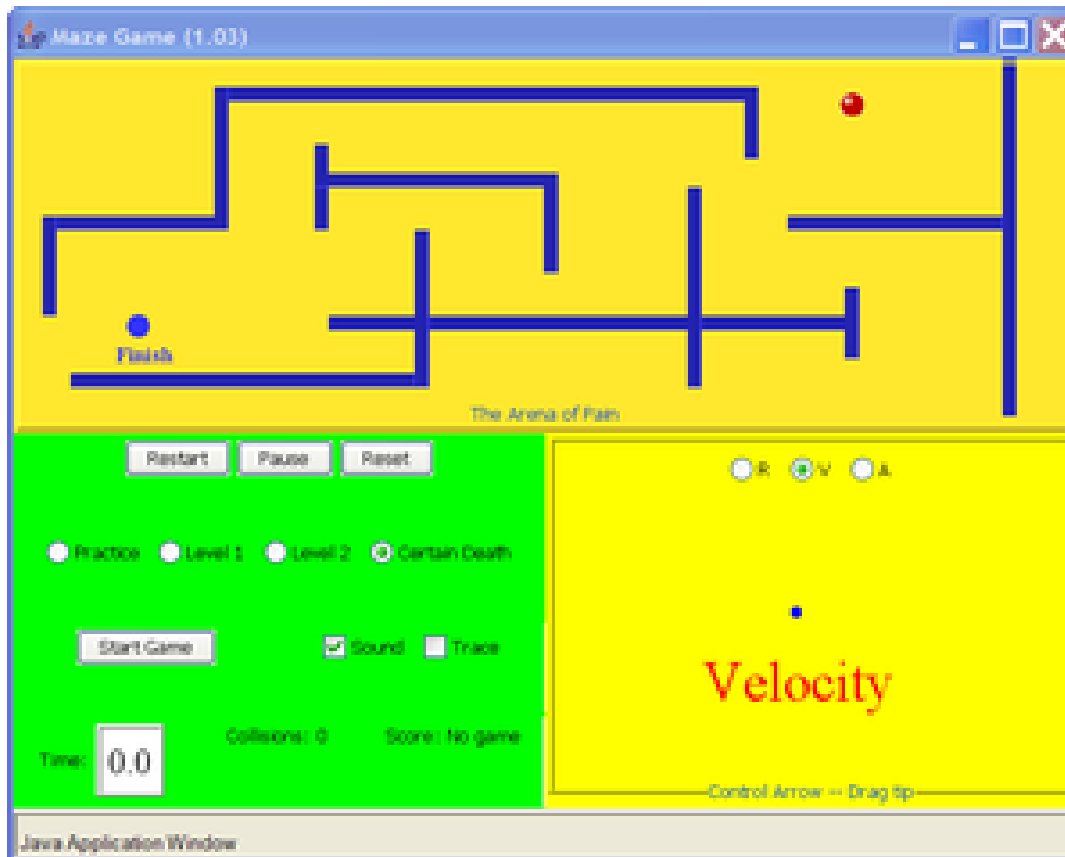 Maze Game (1.03)
Finish
The Arena of Pain
Restart Pause Reset
R V A
Practice Level 1 Level 2 Certain Death
Start Game Sound Trace
Velocity
Collisions: 0 Score: No game
Time: 0.0
Control Arrow -- Drag tip
Java Application Window